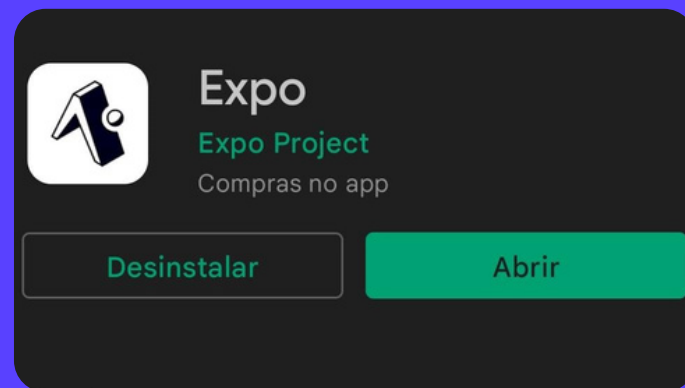 Expo
Expo Project
Compras no app
Desinstalar
Abrir